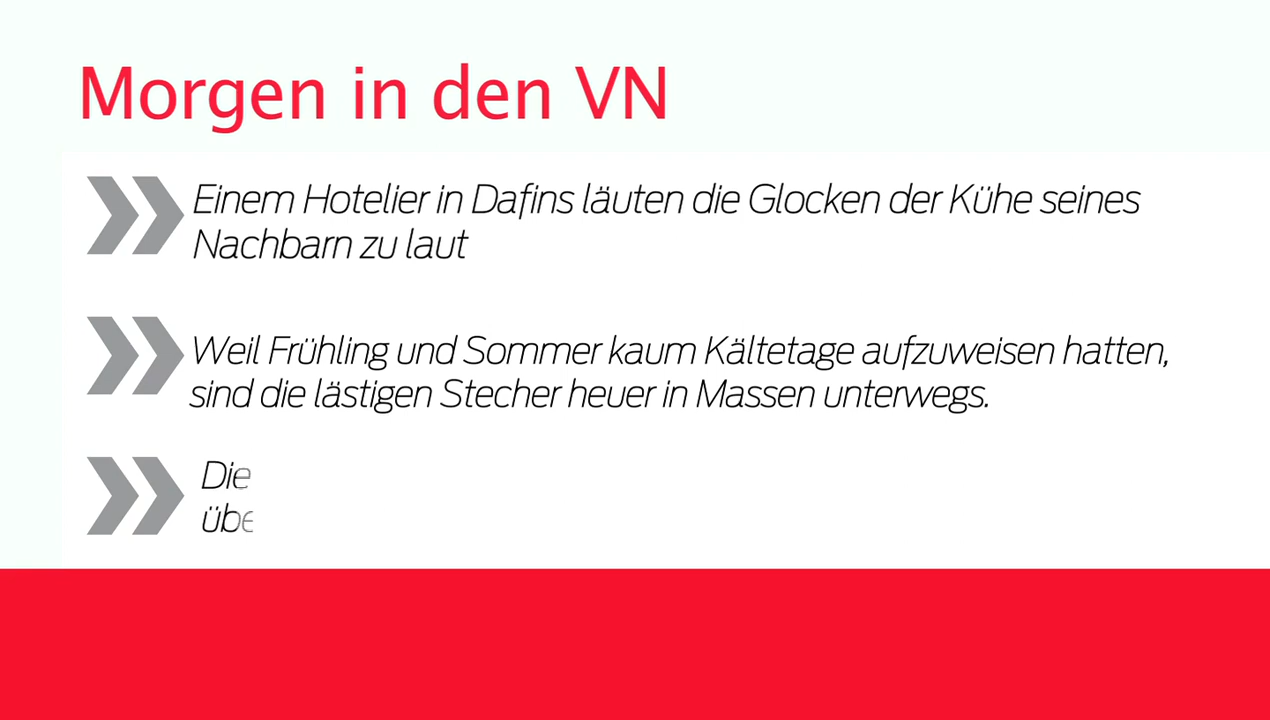 Morgen in den VN
Einem Hotelier in Dafins läuten die Glocken der Kühe seines
Nachbarn zu laut
Weil Frühling und Sommer kaum Kältetage aufzuweisen hatten,
sind die lästigen Stecher heuer in Massen unterwegs.
Die
übe